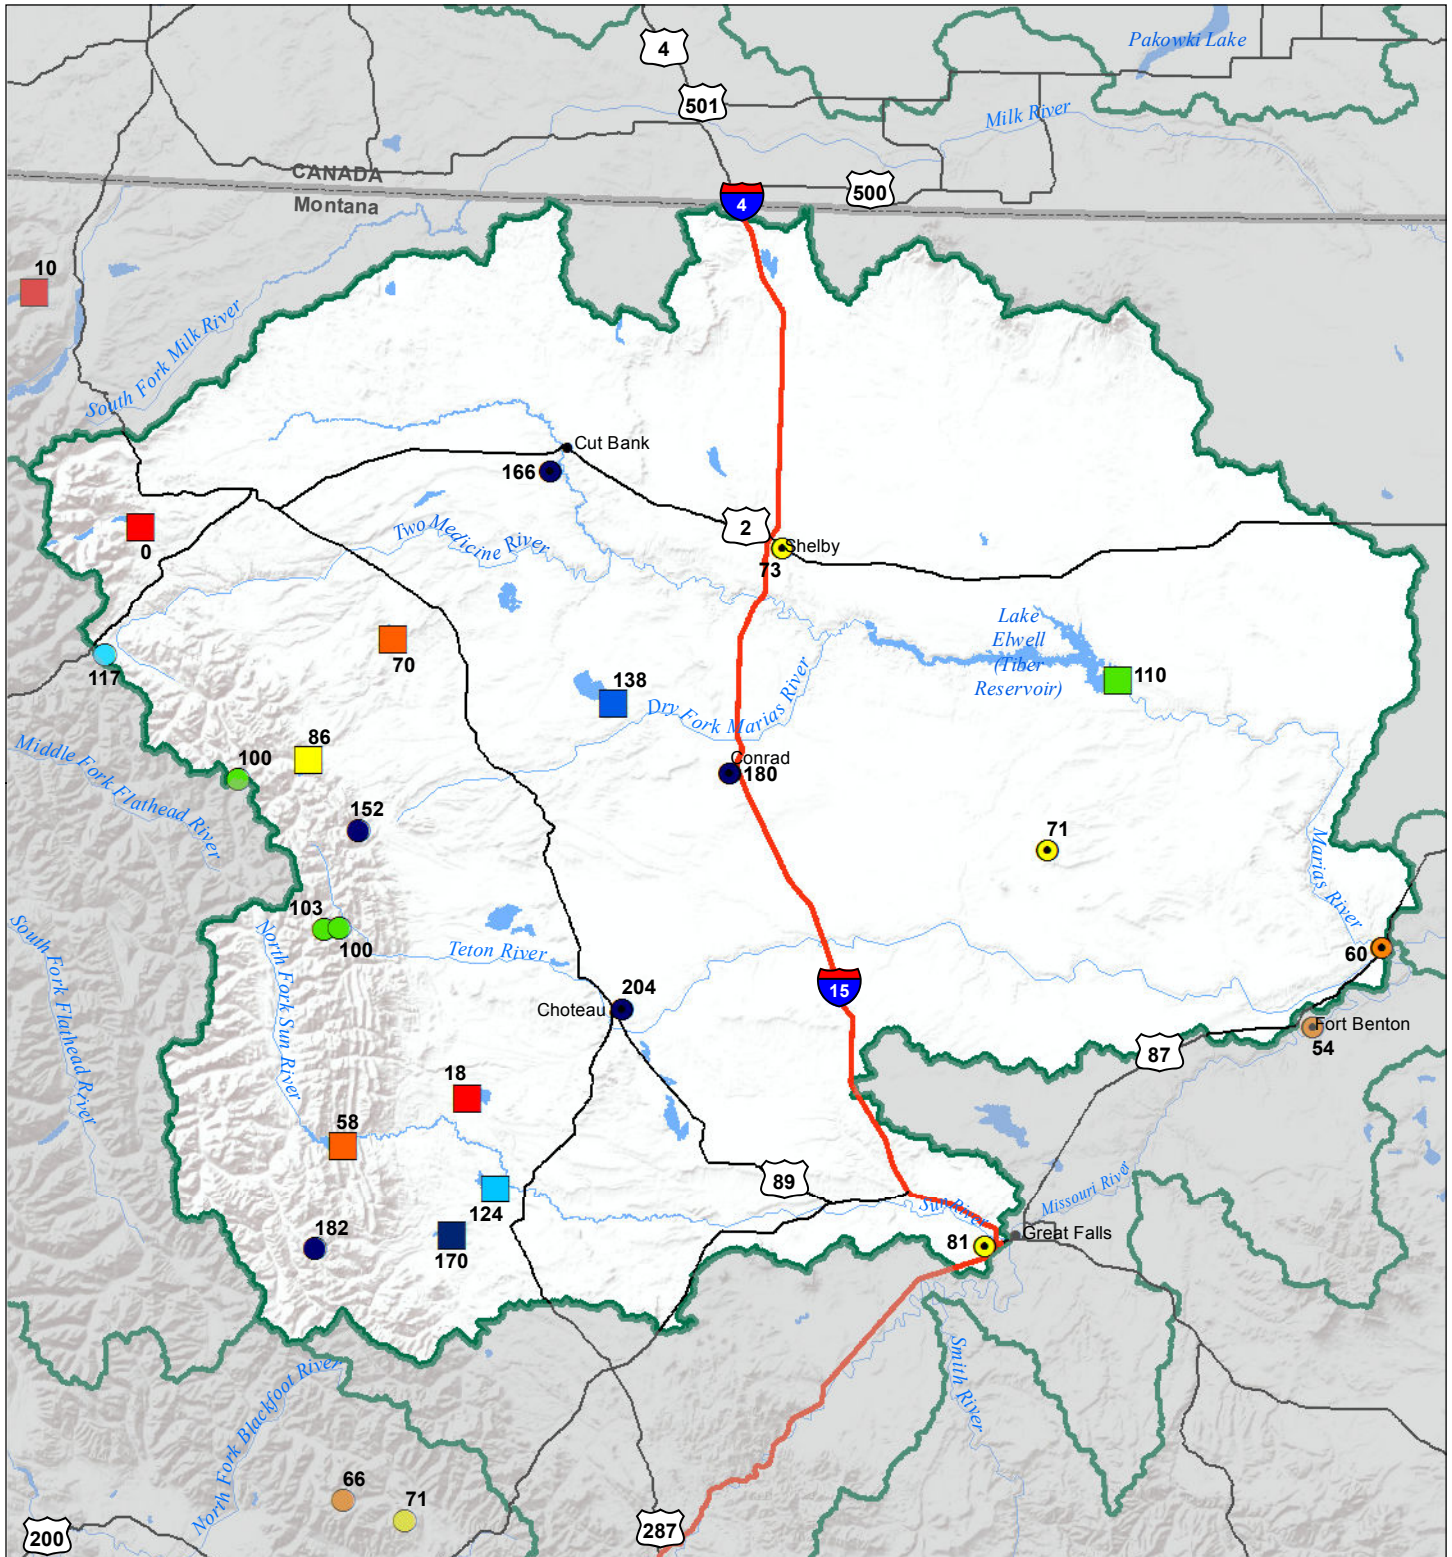 Pakowki Lake
4
501
Milk River
CANADA
Montana
500
4
10
South Fork Milk River
Cut Bank
166
Two Medicine River
2
Shelby
73
0
Lake
Elwell
(Tiber
Reservoir)
70
117
138
110
Dry Fork Marias River
86
100
Middle Fork Flathead River
Conrad
180
152
71
Marias River
103
100
Teton River
60
North Fork Sun River
South Fork Flathead River
204
Choteau
15
Fort Benton
54
87
18
58
124
89
Missouri River
Sun River
Great Falls
81
182
170
Smith River
North Fork Blackfoot River
66
71
200
287